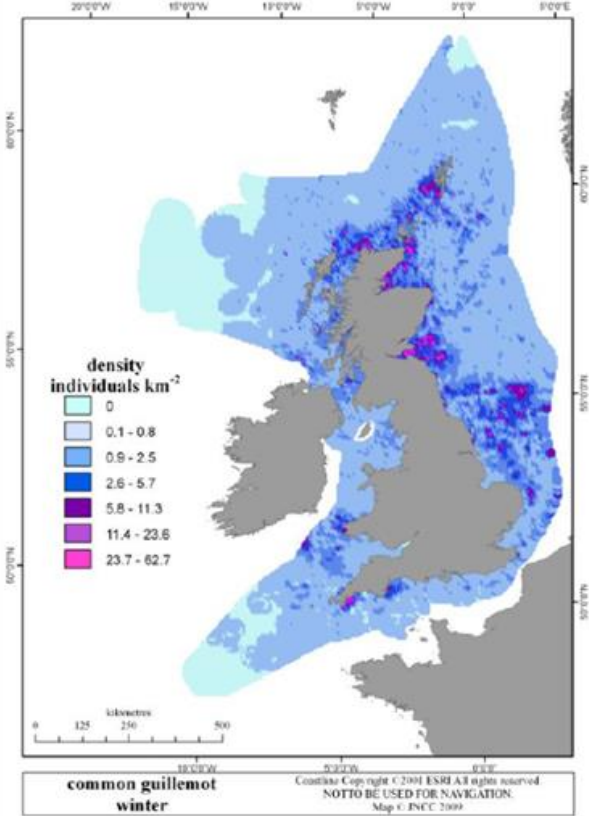 20°0'0"W 15°0'0"W 10°0'0"W 5°0'0"W 0°0'0" 5°0'0"E
60°0'0"N
60°0'0"N
55°0'0"N
55°0'0"N
density
individuals km⁻²
0
0.1 - 0.8
0.9 - 2.5
2.6 - 5.7
5.8 - 11.3
11.4 - 23.6
23.7 - 62.7
50°0'0"N
50°0'0"N
kilometres
0 125 250 500
10°0'0"W 5°0'0"W 0°0'0"
common guillemot
winter
Coastline Copyright ©2001 ESRI All rights reserved
NOT TO BE USED FOR NAVIGATION.
Map © JNCC 2009